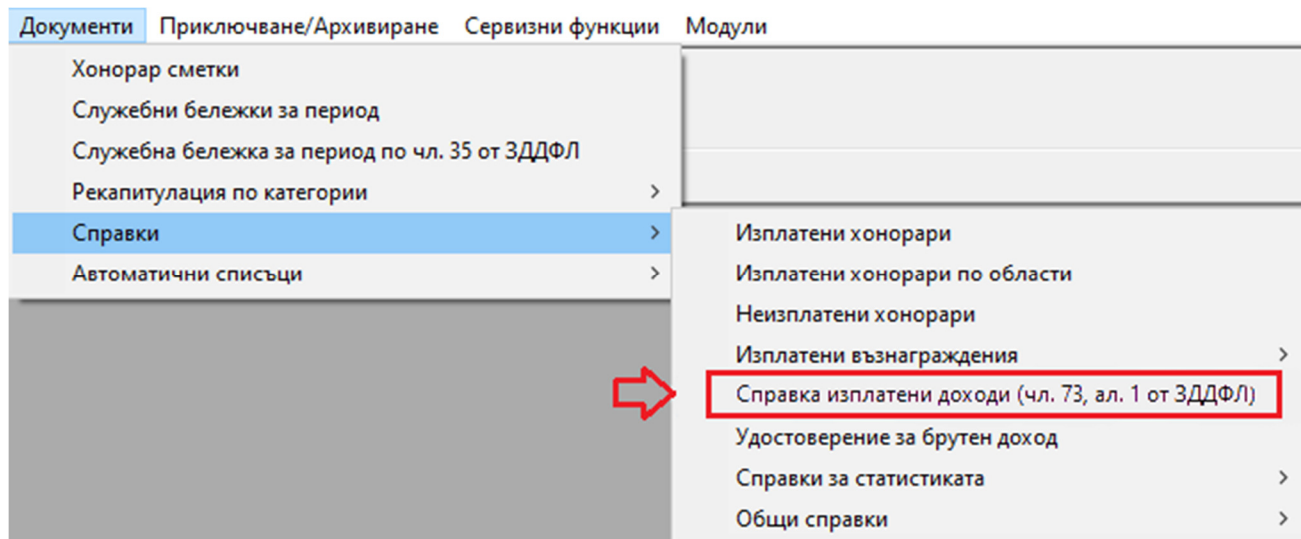 Документи Приключване/Архивиране Сервизни функции Модули
Хонорар сметки
Служебни бележки за период
Служебна бележка за период по чл. 35 от ЗДДФЛ
Рекапитулация по категории
Справки
Автоматични списъци
Изплатени хонорари
Изплатени хонорари по области
Неизплатени хонорари
Изплатени възнаграждения
Справка изплатени доходи (чл. 73, ал. 1 от ЗДДФЛ)
Удостоверение за брутен доход
Справки за статистиката
Общи справки